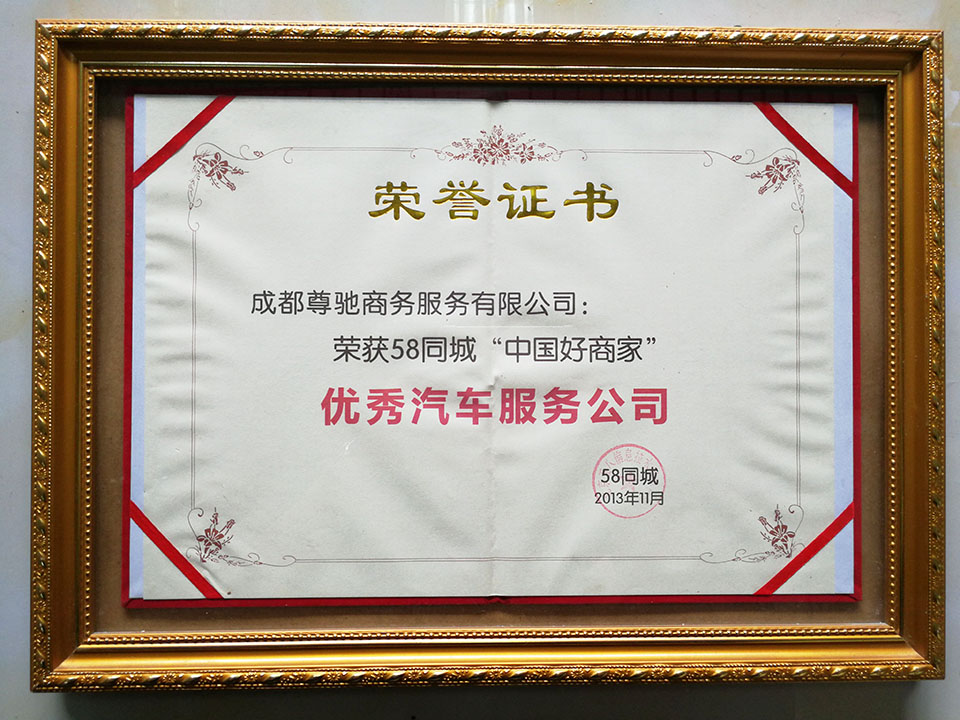 荣誉证书
成都尊驰商务服务有限公司：
荣获58同城“中国好商家”
优秀汽车服务公司
58同城
2013年11月